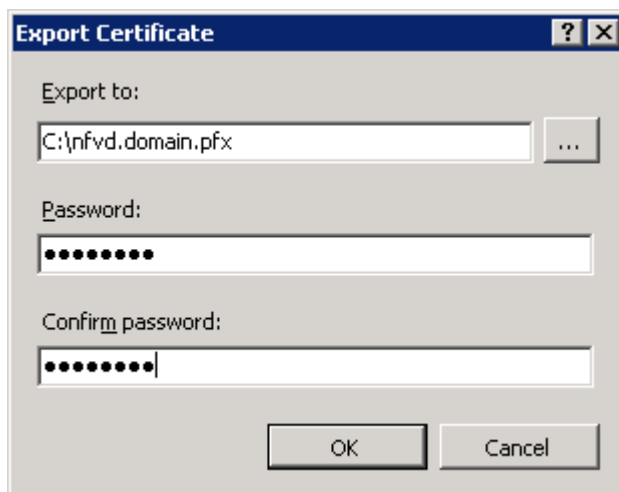 Export Certificate
?
Export to:
C:\nfvd.domain.pfx
...
Password:
●●●●●●●●
Confirm password:
●●●●●●●●
OK
Cancel